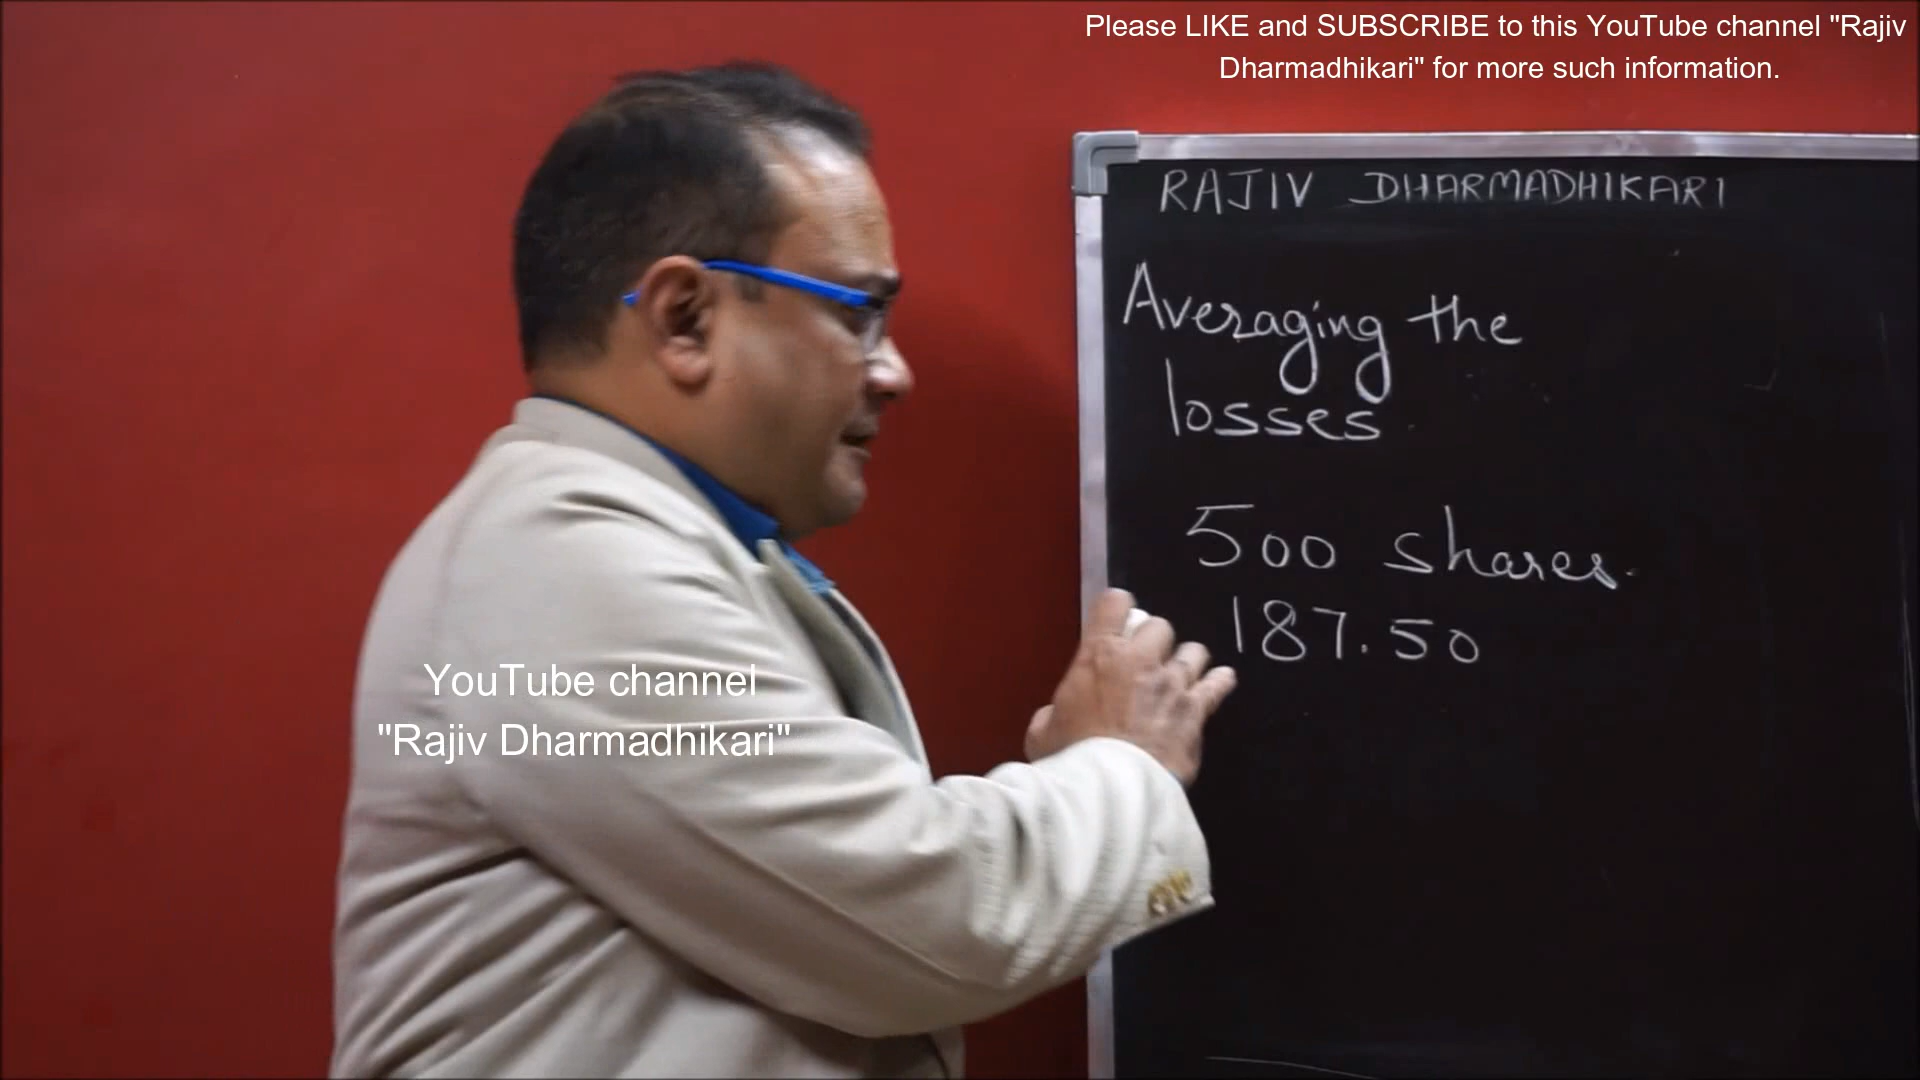 Please LIKE and SUBSCRIBE to this YouTube channel "Rajiv
Dharmadhikari" for more such information.
RAJIV DHARMADHIKARI
Averaging the
losses.
500 shares.
187.50
YouTube channel
"Rajiv Dharmadhikari"